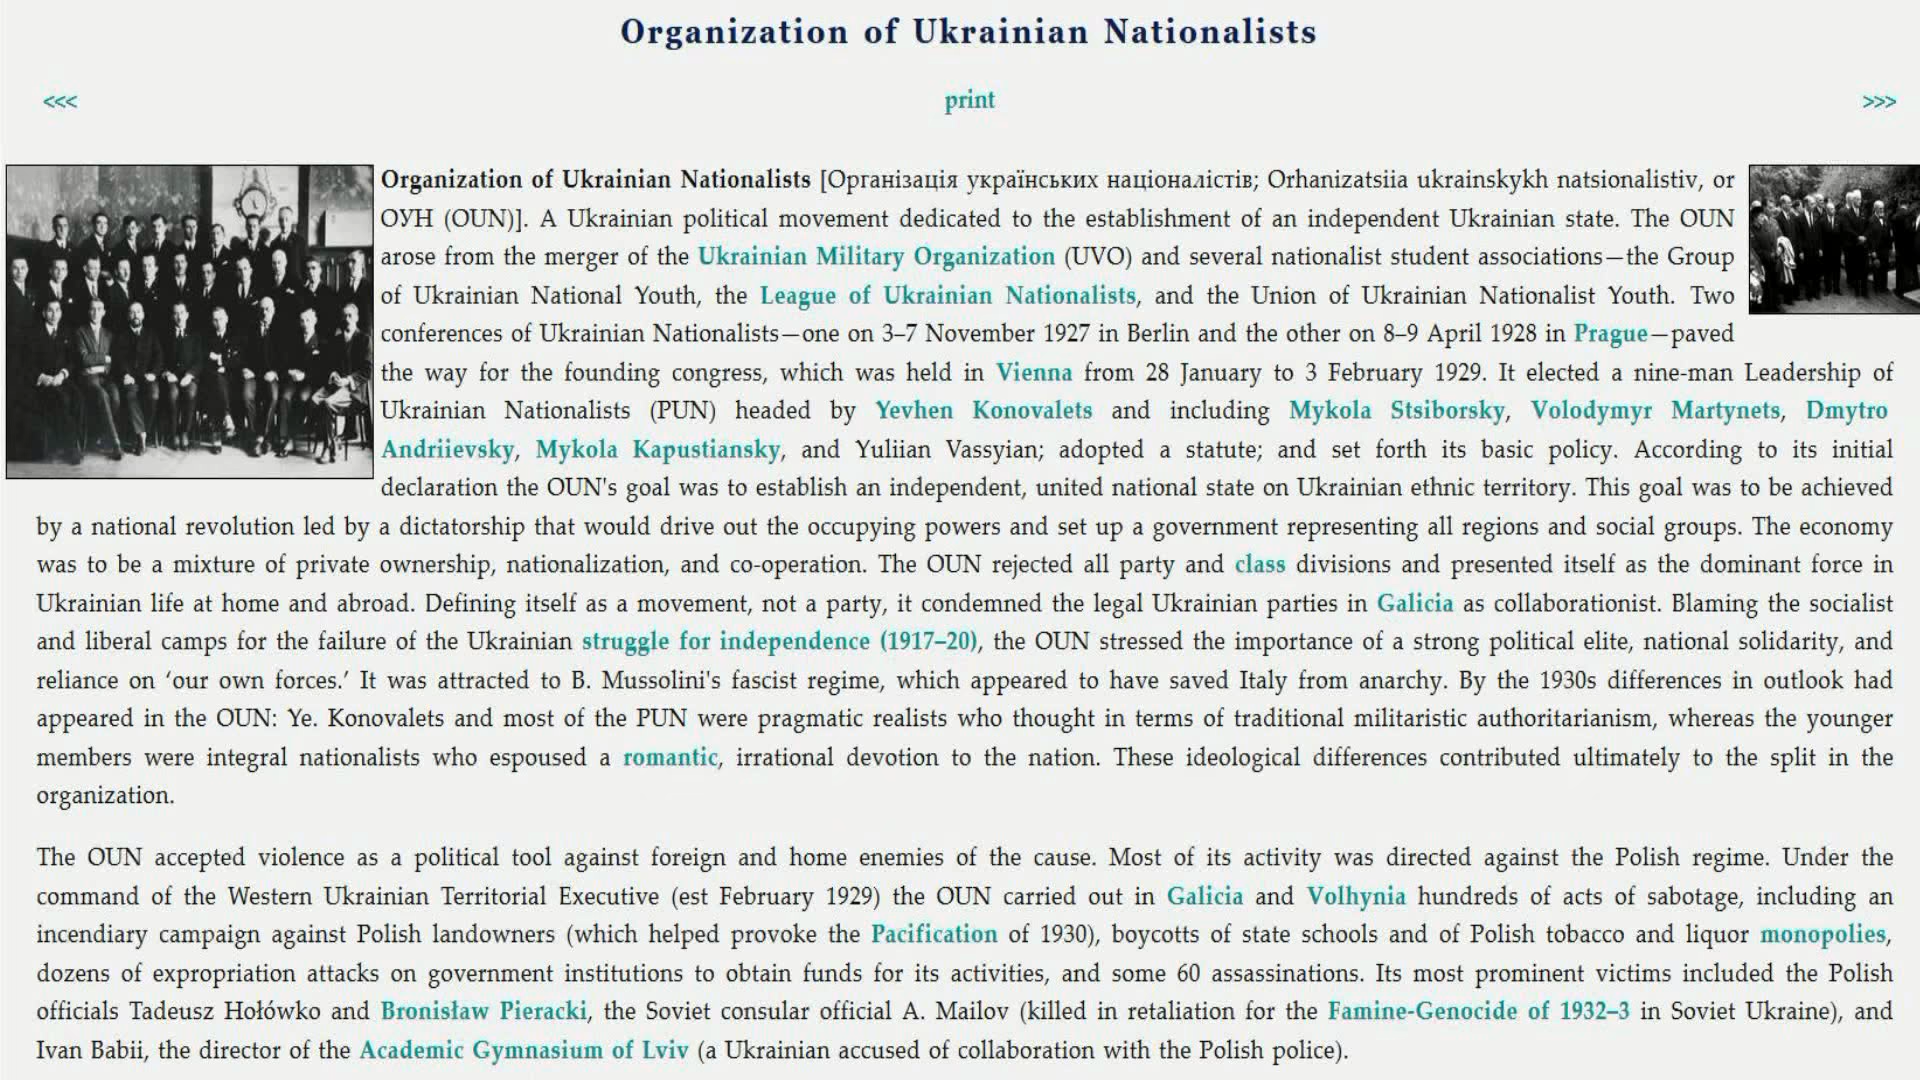 Organization of Ukrainian Nationalists
<<<
print
>>>
Organization of Ukrainian Nationalists [Організація українських націоналістів; Orhanizatsiia ukrainskykh natsionalistiv, or
ОУН (OUN)]. A Ukrainian political movement dedicated to the establishment of an independent Ukrainian state. The OUN
arose from the merger of the Ukrainian Military Organization (UVO) and several nationalist student associations—the Group
of Ukrainian National Youth, the League of Ukrainian Nationalists, and the Union of Ukrainian Nationalist Youth. Two
conferences of Ukrainian Nationalists—one on 3–7 November 1927 in Berlin and the other on 8–9 April 1928 in Prague—paved
the way for the founding congress, which was held in Vienna from 28 January to 3 February 1929. It elected a nine-man Leadership of
Ukrainian Nationalists (PUN) headed by Yevhen Konovalets and including Mykola Stsiborsky, Volodymyr Martynets, Dmytro
Andriievsky, Mykola Kapustiansky, and Yuliian Vassyian; adopted a statute; and set forth its basic policy. According to its initial
declaration the OUN's goal was to establish an independent, united national state on Ukrainian ethnic territory. This goal was to be achieved
by a national revolution led by a dictatorship that would drive out the occupying powers and set up a government representing all regions and social groups. The economy
was to be a mixture of private ownership, nationalization, and co-operation. The OUN rejected all party and class divisions and presented itself as the dominant force in
Ukrainian life at home and abroad. Defining itself as a movement, not a party, it condemned the legal Ukrainian parties in Galicia as collaborationist. Blaming the socialist
and liberal camps for the failure of the Ukrainian struggle for independence (1917–20), the OUN stressed the importance of a strong political elite, national solidarity, and
reliance on ‘our own forces.’ It was attracted to B. Mussolini's fascist regime, which appeared to have saved Italy from anarchy. By the 1930s differences in outlook had
appeared in the OUN: Ye. Konovalets and most of the PUN were pragmatic realists who thought in terms of traditional militaristic authoritarianism, whereas the younger
members were integral nationalists who espoused a romantic, irrational devotion to the nation. These ideological differences contributed ultimately to the split in the
organization.
The OUN accepted violence as a political tool against foreign and home enemies of the cause. Most of its activity was directed against the Polish regime. Under the
command of the Western Ukrainian Territorial Executive (est February 1929) the OUN carried out in Galicia and Volhynia hundreds of acts of sabotage, including an
incendiary campaign against Polish landowners (which helped provoke the Pacification of 1930), boycotts of state schools and of Polish tobacco and liquor monopolies,
dozens of expropriation attacks on government institutions to obtain funds for its activities, and some 60 assassinations. Its most prominent victims included the Polish
officials Tadeusz Hołówko and Bronisław Pieracki, the Soviet consular official A. Mailov (killed in retaliation for the Famine-Genocide of 1932–3 in Soviet Ukraine), and
Ivan Babii, the director of the Academic Gymnasium of Lviv (a Ukrainian accused of collaboration with the Polish police).